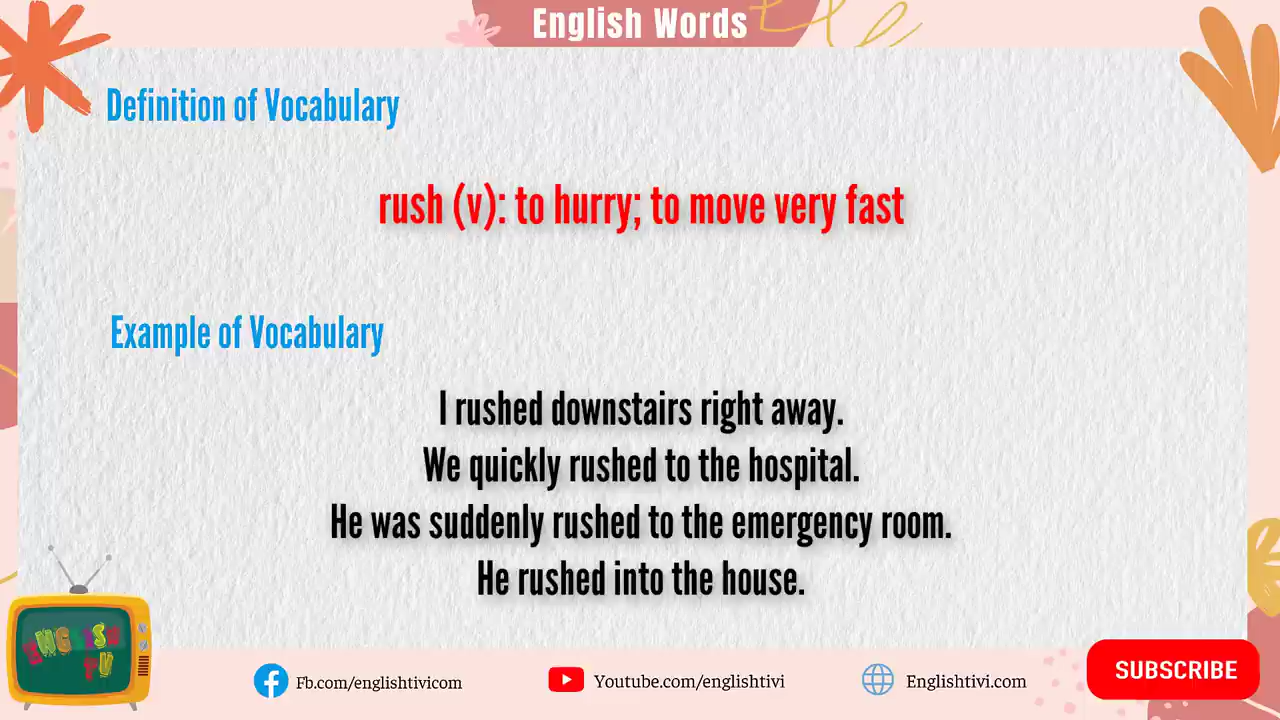 English Words
Definition of Vocabulary
rush (v): to hurry; to move very fast
Example of Vocabulary
I rushed downstairs right away.
We quickly rushed to the hospital.
He was suddenly rushed to the emergency room.
He rushed into the house.
ENGLISH
TV
Fb.com/englishtivicom
Youtube.com/englishtivi
Englishtivi.com
SUBSCRIBE